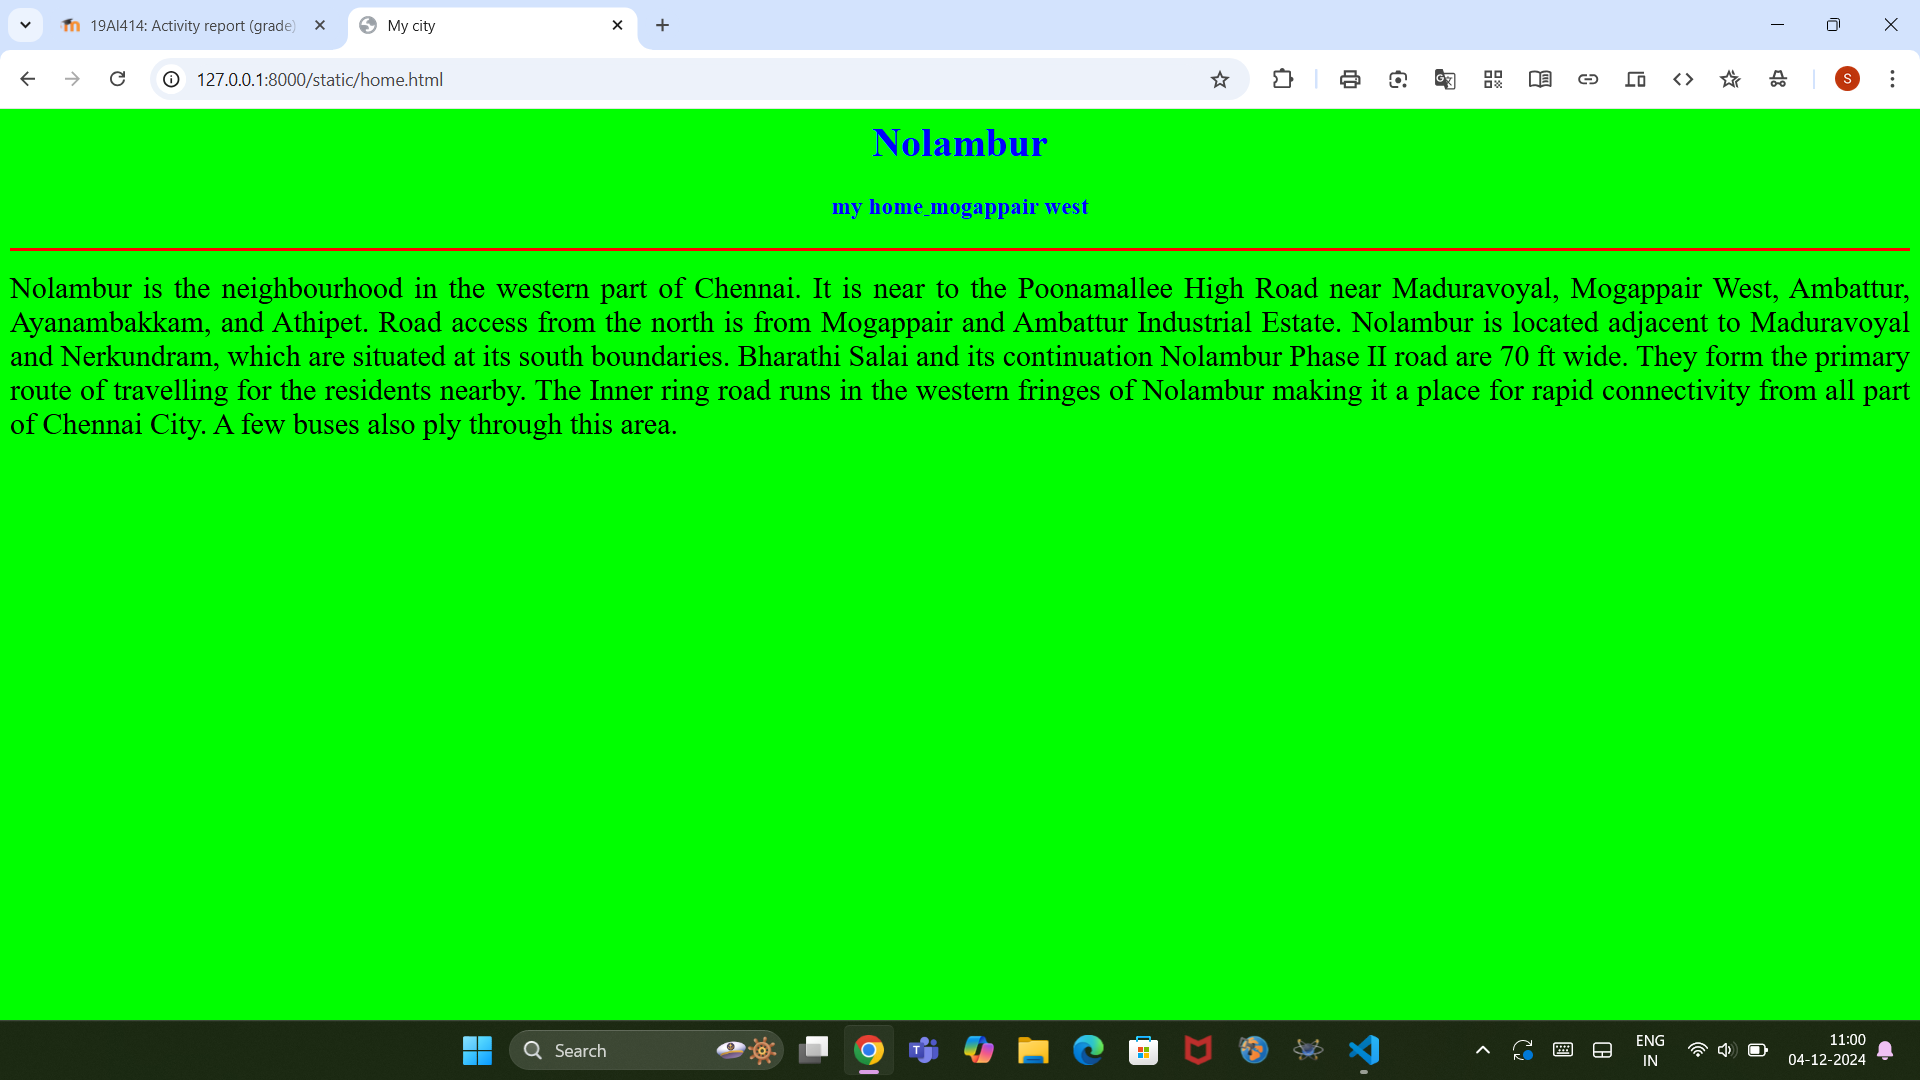 19AI414: Activity report (grade)
My city
127.0.0.1:8000/static/home.html
S
Nolambur
my home mogappair west
Nolambur is the neighbourhood in the western part of Chennai. It is near to the Poonamallee High Road near Maduravoyal, Mogappair West, Ambattur,
Ayanambakkam, and Athipet. Road access from the north is from Mogappair and Ambattur Industrial Estate. Nolambur is located adjacent to Maduravoyal
and Nerkundram, which are situated at its south boundaries. Bharathi Salai and its continuation Nolambur Phase II road are 70 ft wide. They form the primary
route of travelling for the residents nearby. The Inner ring road runs in the western fringes of Nolambur making it a place for rapid connectivity from all part
of Chennai City. A few buses also ply through this area.
Search
ENG
IN
11:00
04-12-2024